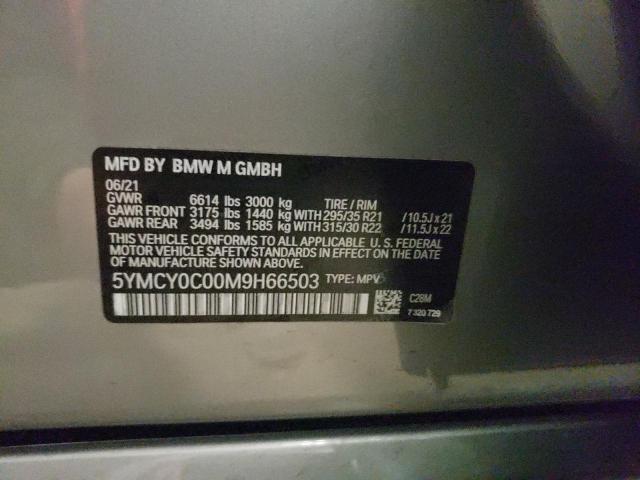 MFD BY BMW M GMBH
06/21
GVWR 6614 lbs 3000 kg TIRE / RIM
GAWR FRONT 3175 lbs 1440 kg WITH 295/35 R21 / 10.5J x 21
GAWR REAR 3494 lbs 1585 kg WITH 315/30 R22 / 11.5J x 22
THIS VEHICLE CONFORMS TO ALL APPLICABLE U. S. FEDERAL
MOTOR VEHICLE SAFETY STANDARDS IN EFFECT ON THE DATE
OF MANUFACTURE SHOWN ABOVE.
5YMCY0C00M9H66503 TYPE: MPV
C28M
7 320 729